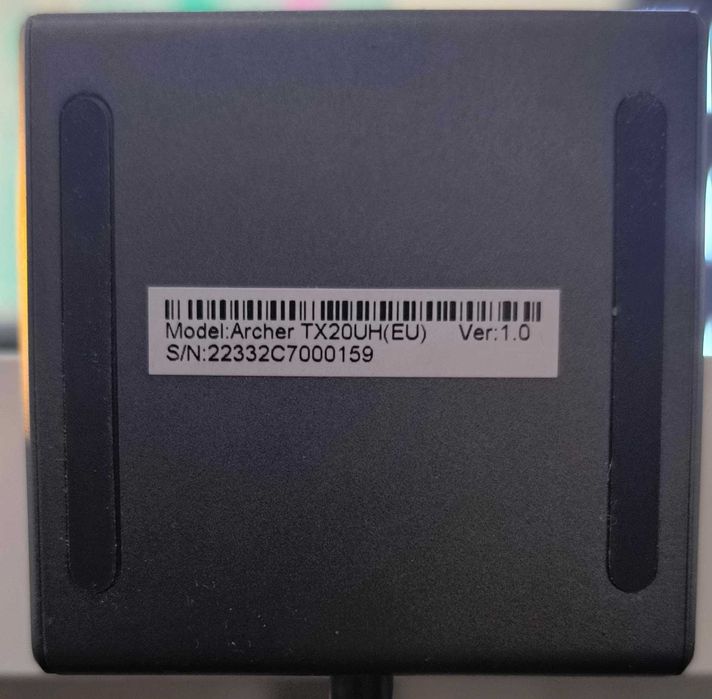 Model:Archer TX20UH(EU) Ver:1.0
S/N:22332C7000159